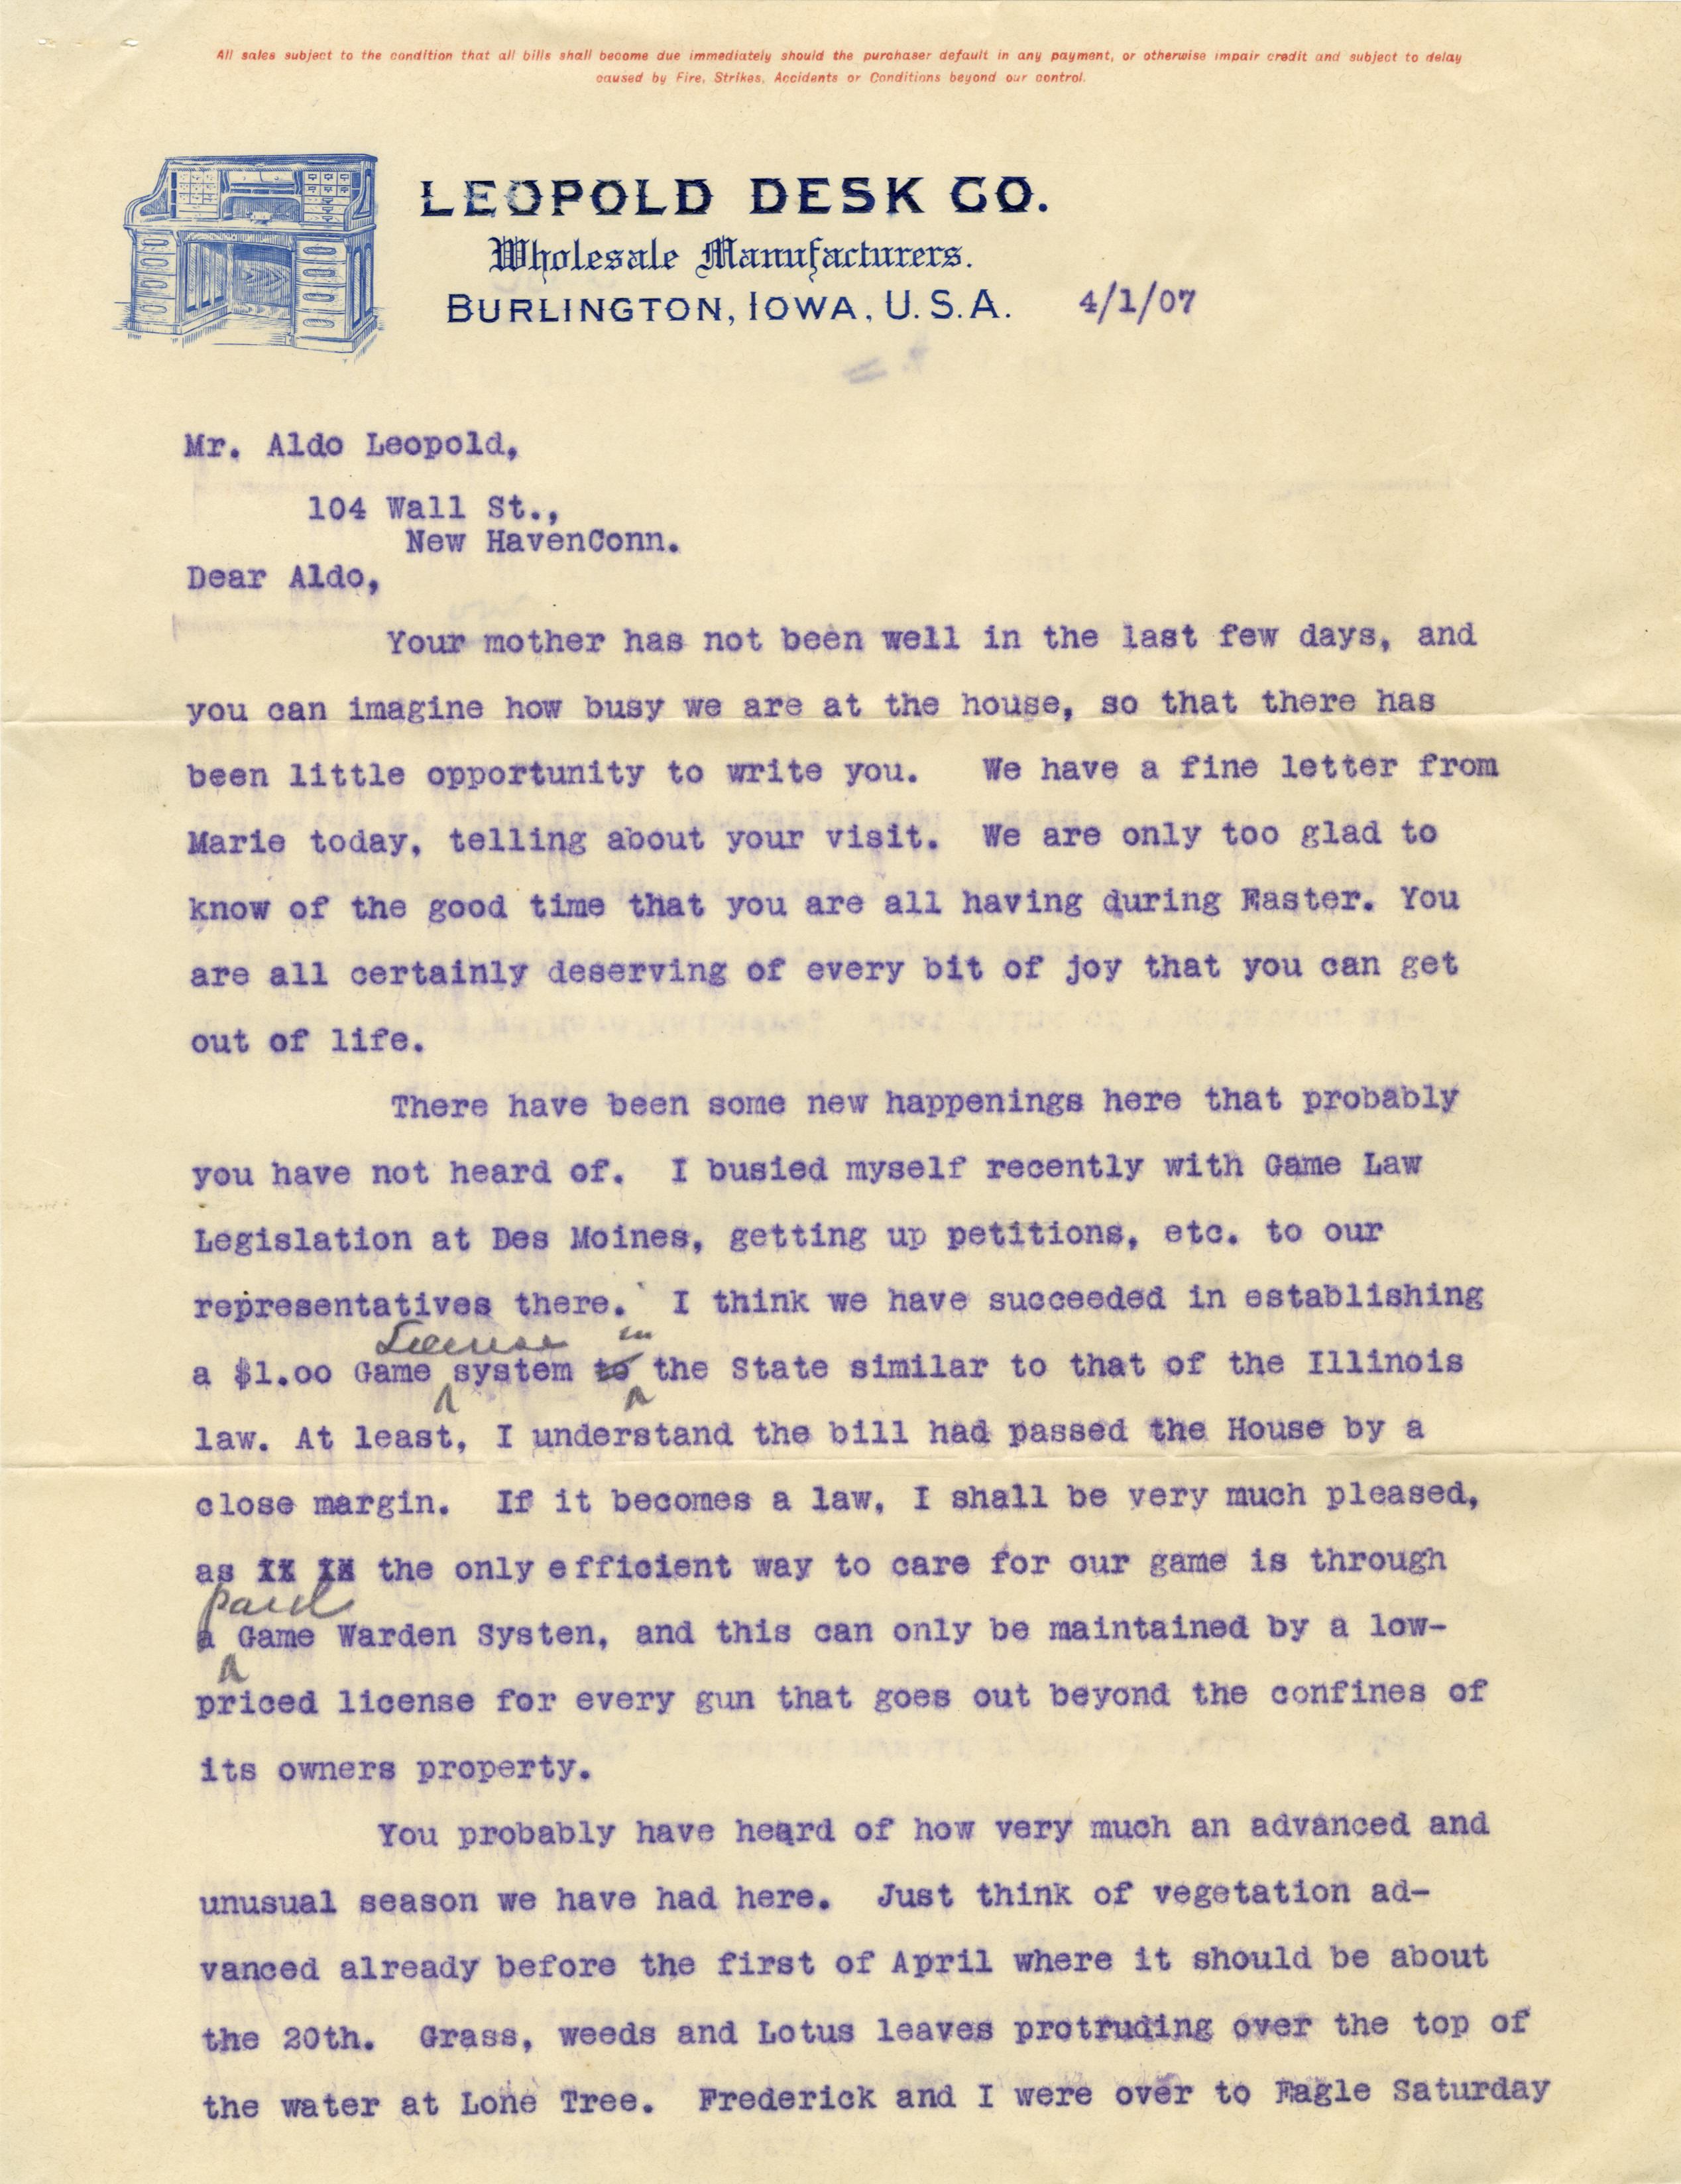 All sales subject to the condition that all bills shall become due immediately should the purchaser default in any payment, or otherwise impair credit and subject to delay
caused by Fire, Strikes, Accidents or Conditions beyond our control.
LEOPOLD DESK CO.
Wholesale Manufacturers.
BURLINGTON, IOWA, U.S.A. 4/1/07
Mr. Aldo Leopold,
104 Wall St.,
New HavenConn.
Dear Aldo,
Your mother has not been well in the last few days, and
you can imagine how busy we are at the house, so that there has
been little opportunity to write you. We have a fine letter from
Marie today, telling about your visit. We are only too glad to
know of the good time that you are all having during Easter. You
are all certainly deserving of every bit of joy that you can get
out of life.
There have been some new happenings here that probably
you have not heard of. I busied myself recently with Game Law
Legislation at Des Moines, getting up petitions, etc. to our
representatives there. I think we have succeeded in establishing
License in
a $1.oo Game system to the State similar to that of the Illinois
law. At least, I understand the bill had passed the House by a
close margin. If it becomes a law, I shall be very much pleased,
as the only efficient way to care for our game is through
paid
a Game Warden Systen, and this can only be maintained by a low-
priced license for every gun that goes out beyond the confines of
its owners property.
You probably have heard of how very much an advanced and
unusual season we have had here. Just think of vegetation ad-
vanced already before the first of April where it should be about
the 20th. Grass, weeds and Lotus leaves protruding over the top of
the water at Lone Tree. Frederick and I were over to Eagle Saturday